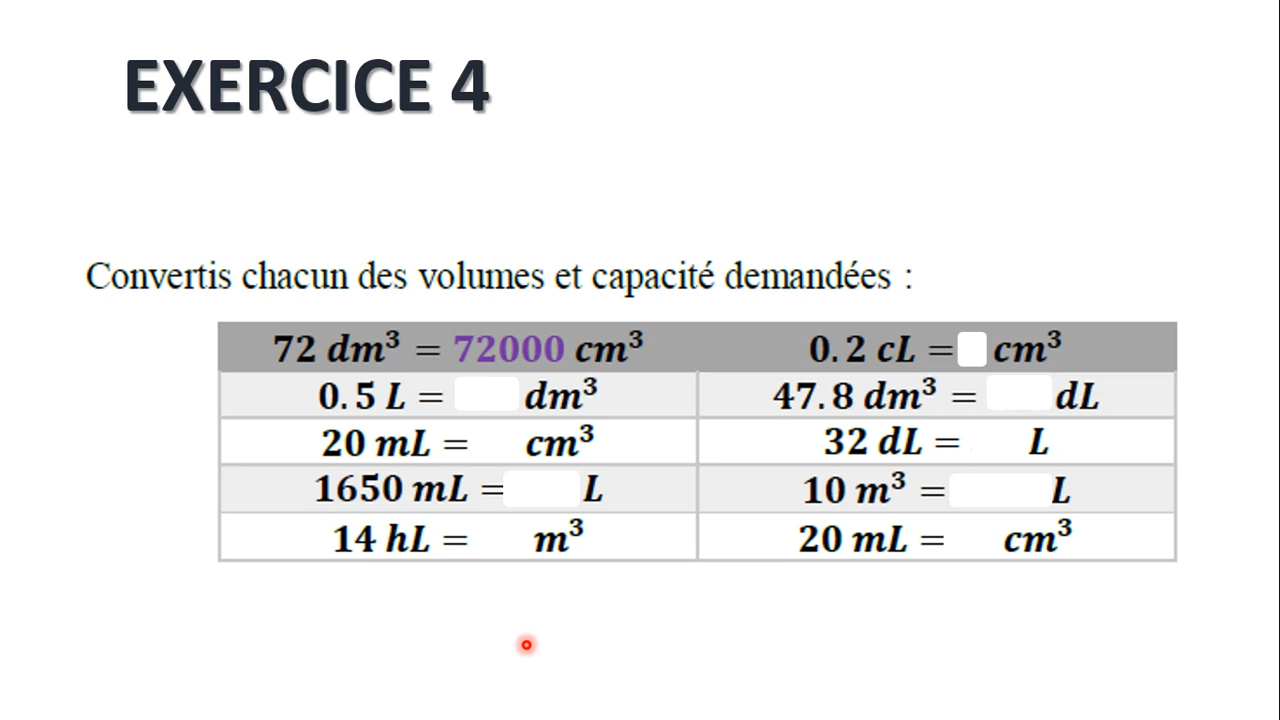 EXERCICE 4
Convertis chacun des volumes et capacité demandées :
72 dm³ = 72000 cm³ 0.2 cL = cm³
0.5 L = dm³ 47.8 dm³ = dL
20 mL = cm³ 32 dL = L
1650 mL = L 10 m³ = L
14 hL = m³ 20 mL = cm³